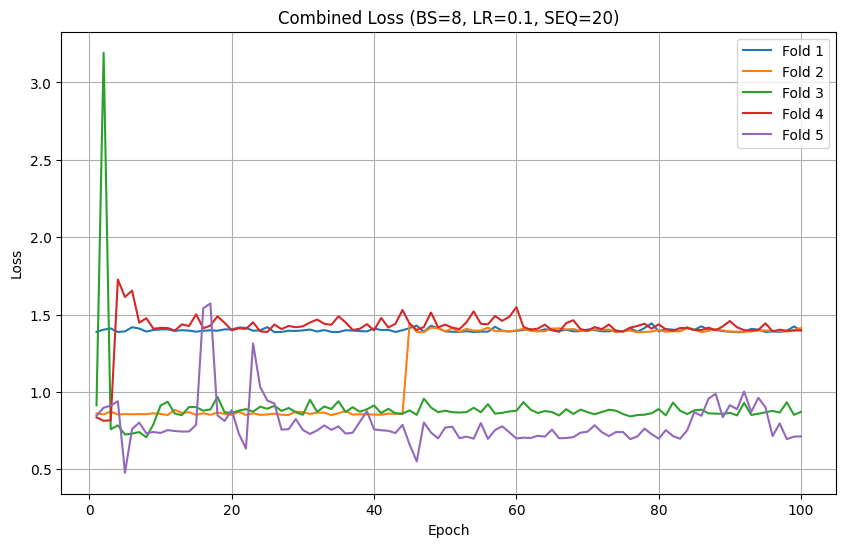 Combined Loss (BS=8, LR=0.1, SEQ=20)
Fold 1
Fold 2
Fold 3
Fold 4
Fold 5
3.0
2.5
2.0
1.5
1.0
0.5
Loss
0 20 40 60 80 100
Epoch